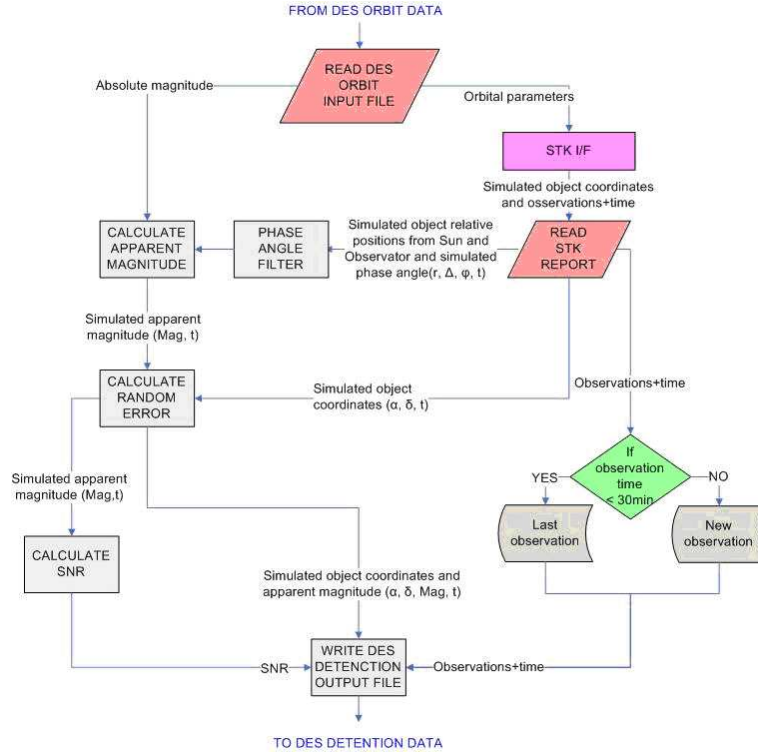 FROM DES ORBIT DATA
READ DES
ORBIT
INPUT FILE
Absolute magnitude
Orbital parameters
STK I/F
Simulated object coordinates
and osservations+time
CALCULATE
APPARENT
MAGNITUDE
PHASE
ANGLE
FILTER
Simulated object relative
positions from Sun and
Observator and simulated
phase angle(r, Δ, φ, t)
READ
STK
REPORT
Simulated apparent
magnitude (Mag, t)
CALCULATE
RANDOM
ERROR
Simulated object
coordinates (α, δ, t)
Observations+time
If
observation
time
< 30min
YES
NO
Simulated apparent
magnitude (Mag,t)
Last
observation
New
observation
CALCULATE
SNR
Simulated object coordinates and
apparent magnitude (α, δ, Mag, t)
WRITE DES
DETENCTION
OUTPUT FILE
SNR
Observations+time
TO DES DETENTION DATA